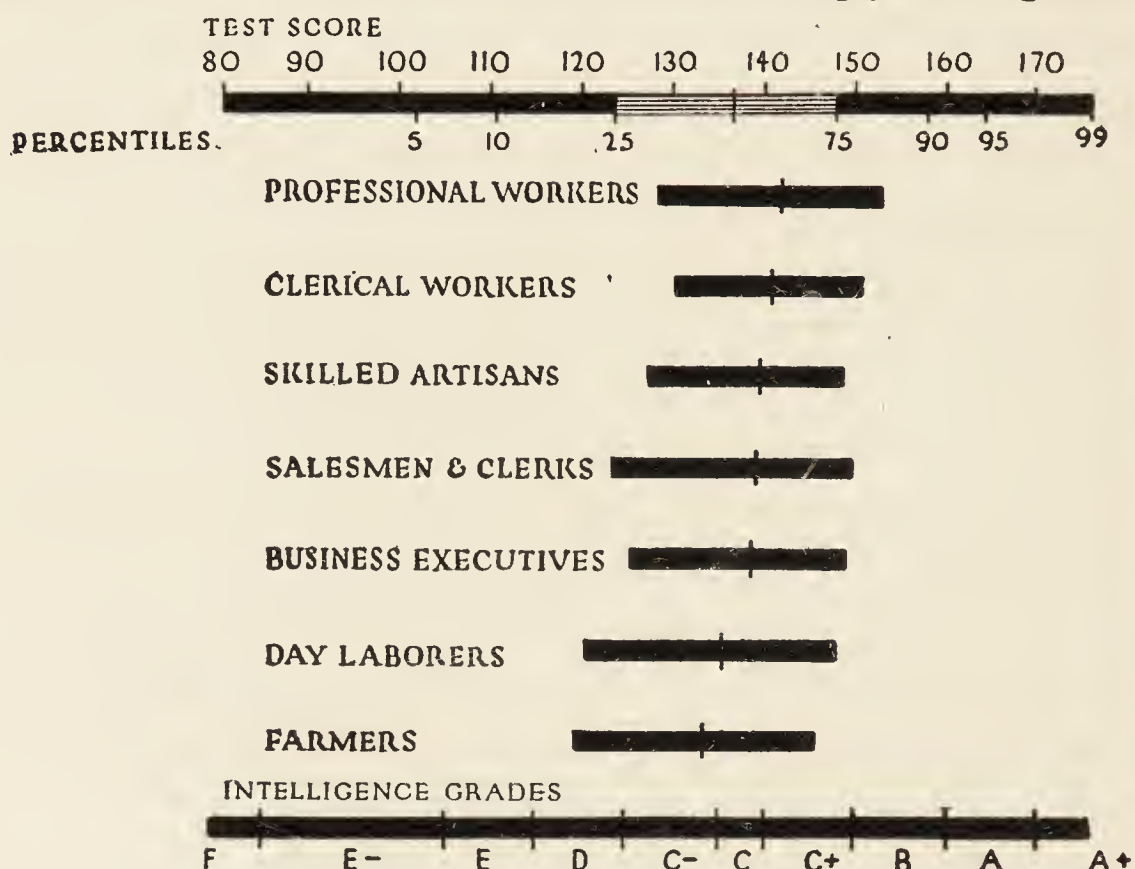 TEST SCORE
80 90 100 110 120 130 140 150 160 170
PERCENTILES. 5 10 25 75 90 95 99
PROFESSIONAL WORKERS
CLERICAL WORKERS
SKILLED ARTISANS
SALESMEN & CLERKS
BUSINESS EXECUTIVES
DAY LABORERS
FARMERS
INTELLIGENCE GRADES
F E- E D C- C C+ B A A+